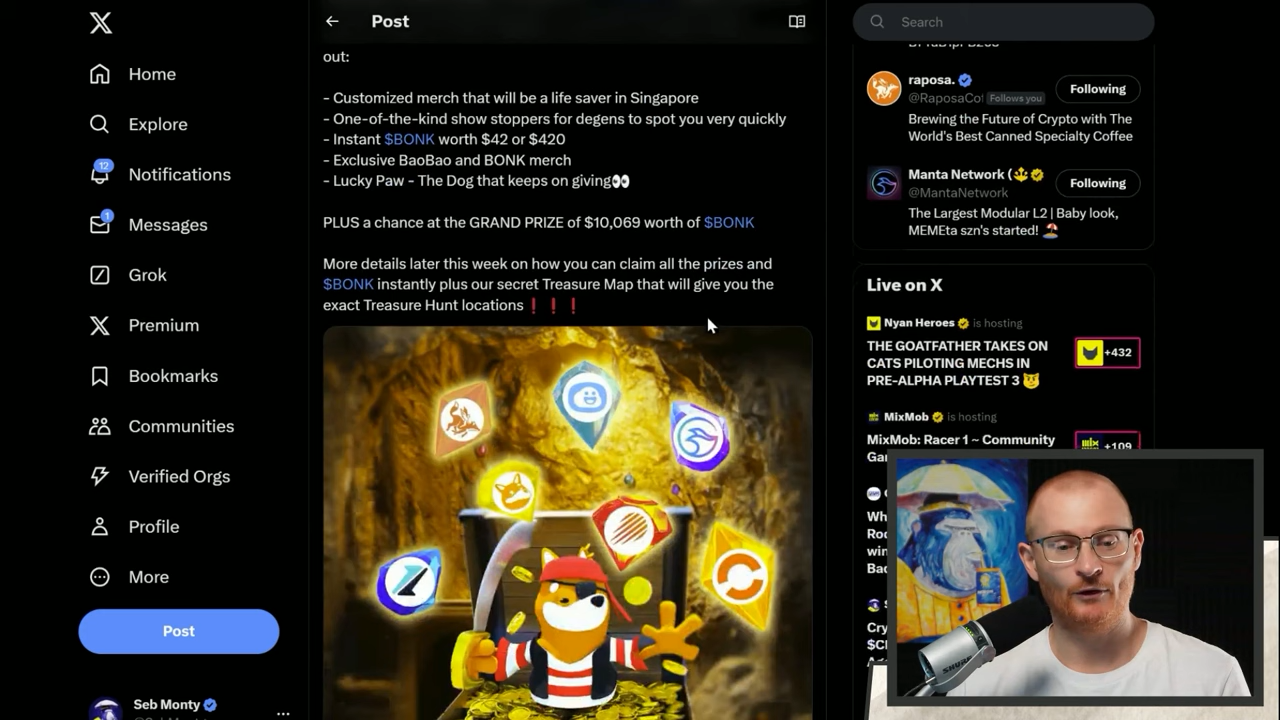 Post
Search
out:
Home
- Customized merch that will be a life saver in Singapore
- One-of-the-kind show stoppers for degens to spot you very quickly
- Instant $BONK worth $42 or $420
- Exclusive BaoBao and BONK merch
- Lucky Paw - The Dog that keeps on giving👀
PLUS a chance at the GRAND PRIZE of $10,069 worth of $BONK
More details later this week on how you can claim all the prizes and
$BONK instantly plus our secret Treasure Map that will give you the
exact Treasure Hunt locations❗❗❗
Explore
12
Notifications
1
Messages
Grok
Premium
Bookmarks
Communities
Verified Orgs
Profile
More
Post
Seb Monty
raposa.
@RaposaCo Follows you
Following
Brewing the Future of Crypto with The
World's Best Canned Specialty Coffee
Manta Network (🔱
@MantaNetwork
Following
The Largest Modular L2 | Baby look,
MEMEta szn's started! 🏖️
Live on X
Nyan Heroes is hosting
THE GOATFATHER TAKES ON
CATS PILOTING MECHS IN
PRE-ALPHA PLAYTEST 3 😼
+432
MixMob is hosting
MixMob: Racer 1 ~ Community
+109
SHURE